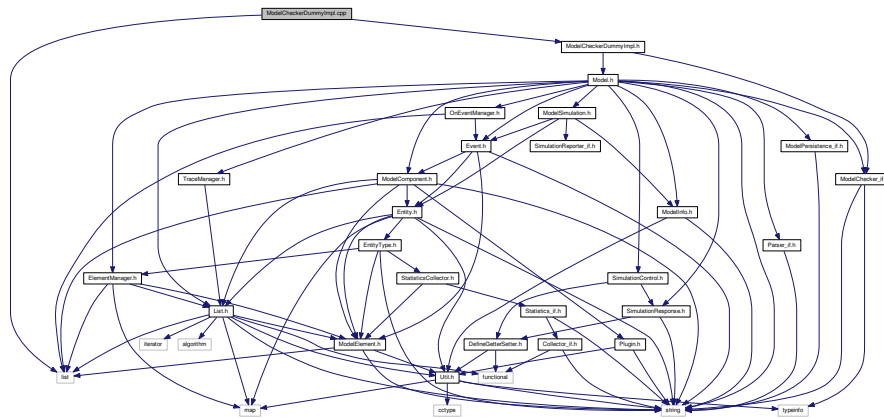 ModelCheckerDummyImpl.cpp
ModelCheckerDummyImpl.h
Model.h
OnEventManager.h
ModelSimulation.h
Event.h
SimulationReporter_if.h
ModelPersistence_if.h
TraceManager.h
ModelComponent.h
ModelChecker_if
Entity.h
ModelInfo.h
EntityType.h
Parser_if.h
ElementManager.h
StatisticsCollector.h
SimulationControl.h
List.h
Statistics_if.h
SimulationResponse.h
iterator
algorithm
ModelElement.h
DefineGetterSetter.h
Collector_if.h
Plugin.h
list
Util.h
functional
map
cctype
string
typeinfo